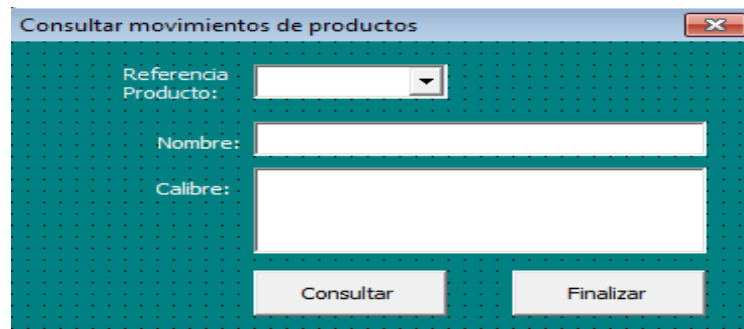 Consultar movimientos de productos
Referencia
Producto:
Nombre:
Calibre:
Consultar
Finalizar